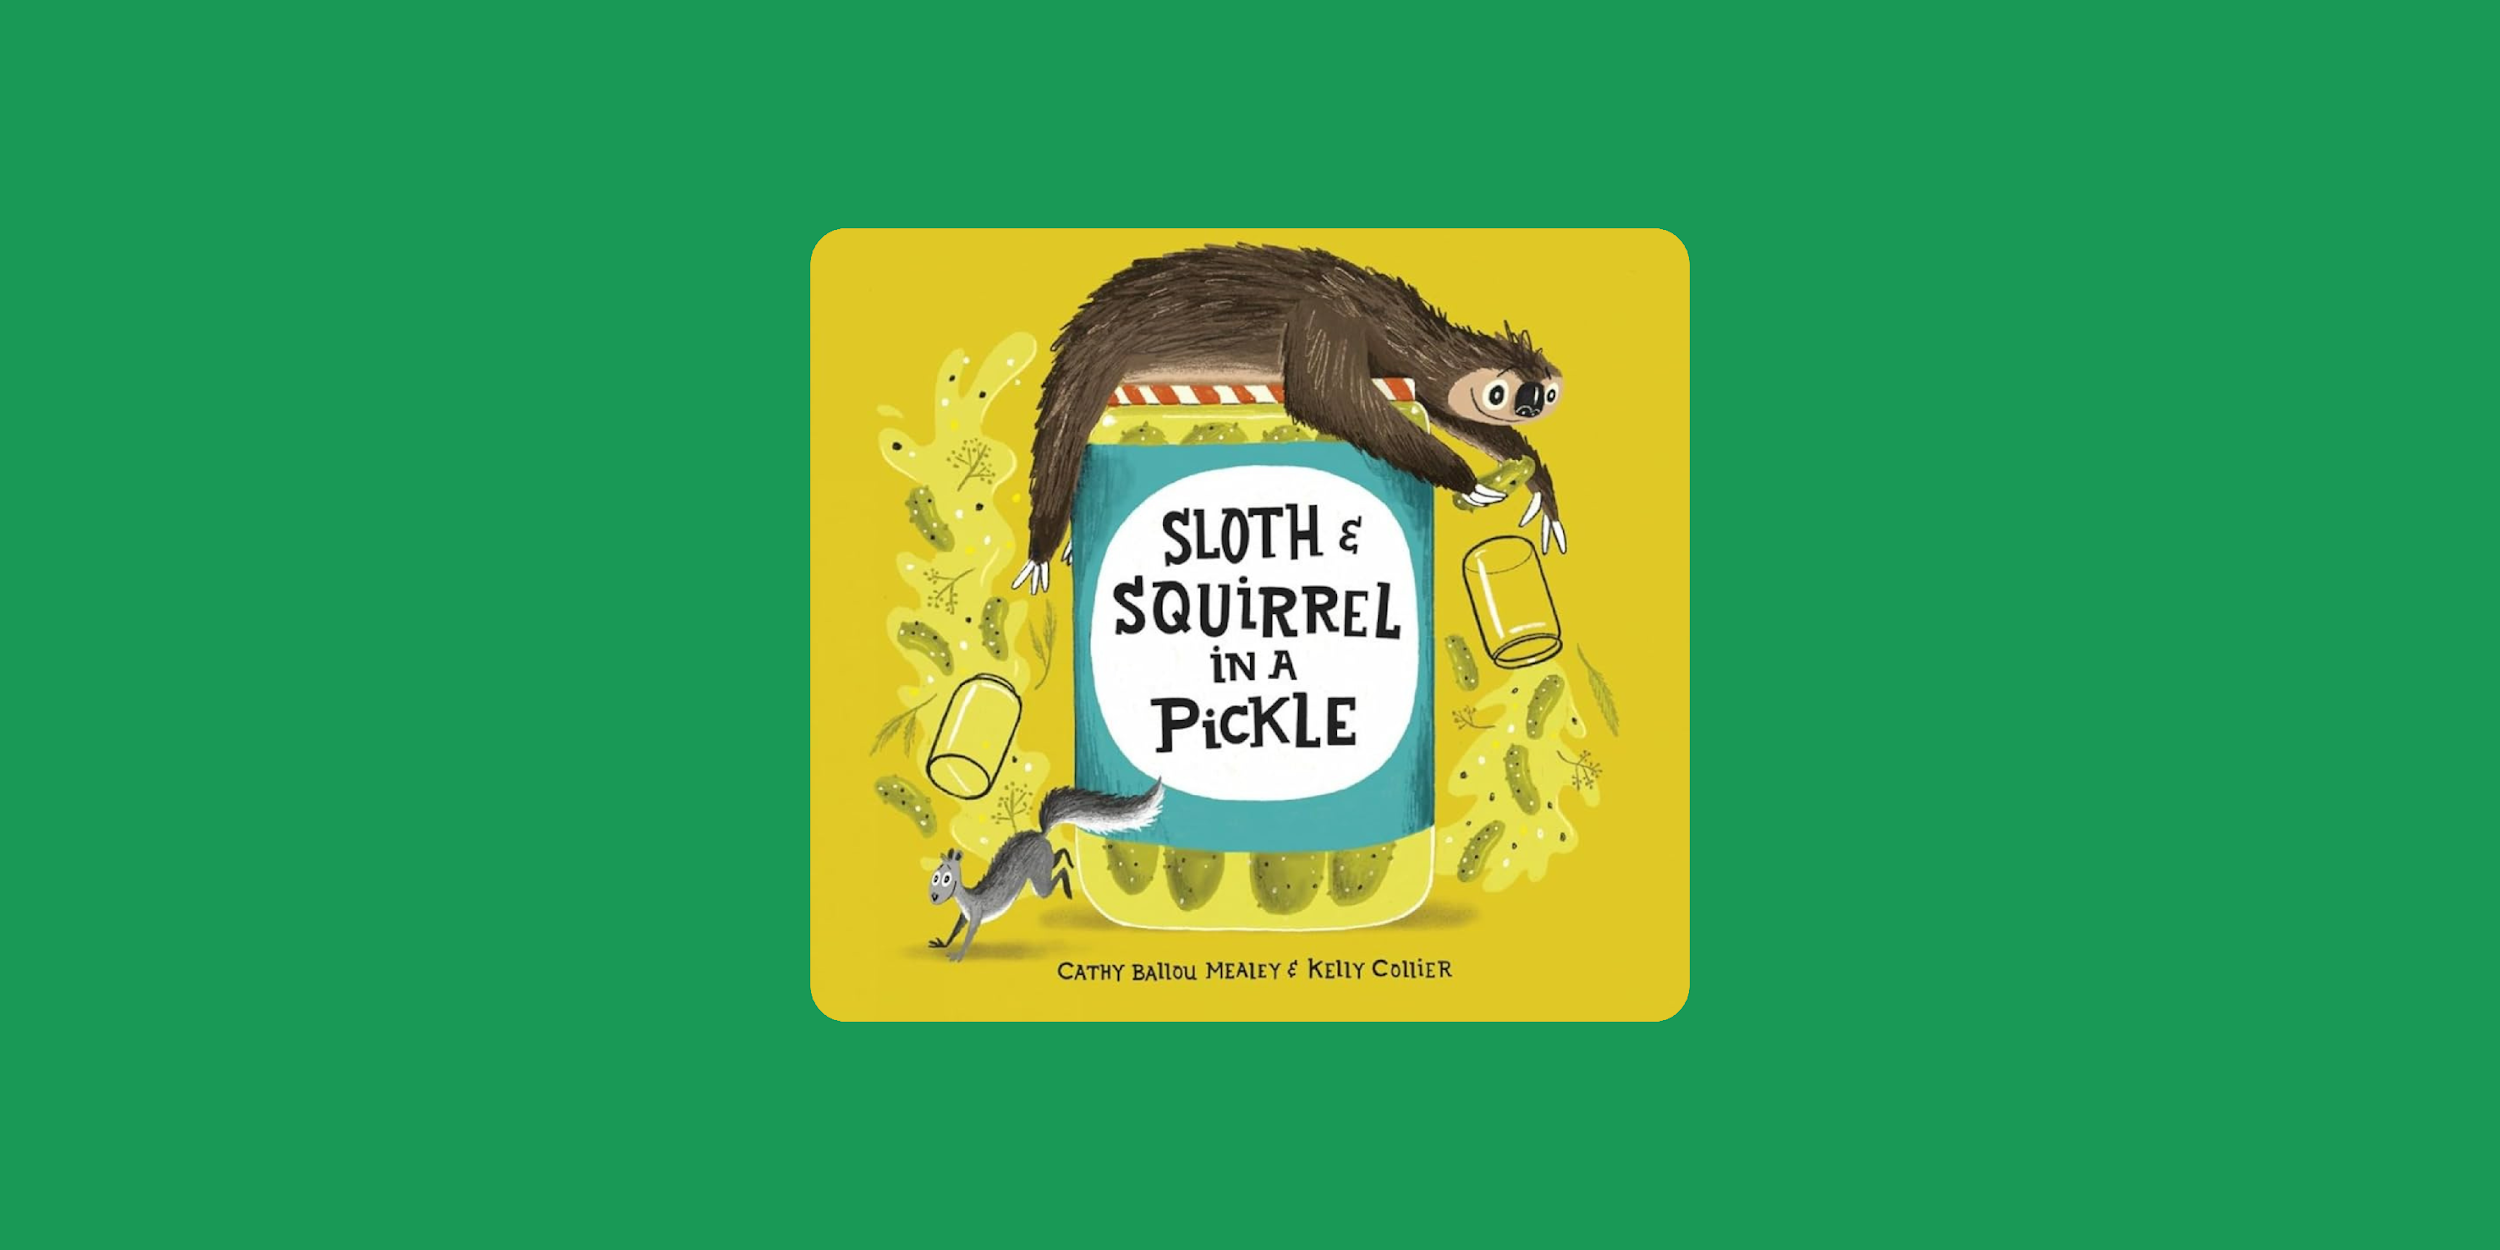 SLOTH &
SQUiRREL
iN A
PiCKLE
CATHY BAllOU MEAlEY & KEllY COlliER